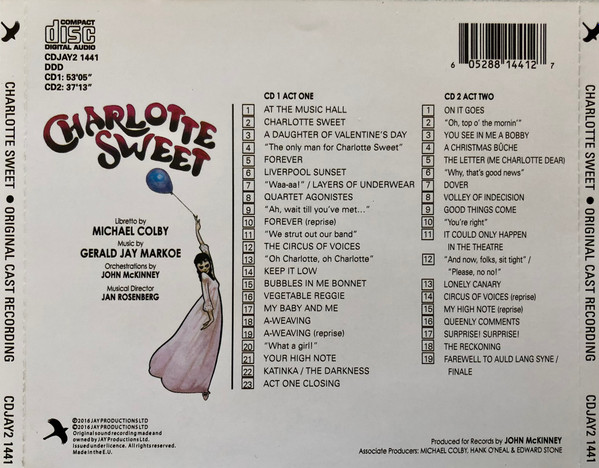 COMPACT
disc
DIGITAL AUDIO
CDJAY2 1441
DDD
CD1: 53'05"
CD2: 37'13"
CHARLOTTE
SWEET
Libretto by
MICHAEL COLBY
Music by
GERALD JAY MARKOE
Orchestrations by
JOHN McKINNEY
Musical Director
JAN ROSENBERG
©2016 JAY PRODUCTIONS LTD
©2016 JAY PRODUCTIONS LTD
Original sound recording made and
owned by JAY Productions Ltd.
Issued under licence. All rights reserved.
Made in the E.U.
CD 1 ACT ONE
1 AT THE MUSIC HALL
2 CHARLOTTE SWEET
3 A DAUGHTER OF VALENTINE'S DAY
4 "The only man for Charlotte Sweet"
5 FOREVER
6 LIVERPOOL SUNSET
7 "Waa-aa!" / LAYERS OF UNDERWEAR
8 QUARTET AGONISTES
9 "Ah, wait till you've met..."
10 FOREVER (reprise)
11 "We strut out our band"
12 THE CIRCUS OF VOICES
13 "Oh Charlotte, oh Charlotte"
14 KEEP IT LOW
15 BUBBLES IN ME BONNET
16 VEGETABLE REGGIE
17 MY BABY AND ME
18 A-WEAVING
19 A-WEAVING (reprise)
20 "What a girl!"
21 YOUR HIGH NOTE
22 KATINKA / THE DARKNESS
23 ACT ONE CLOSING
6 05288 14412 7
CD 2 ACT TWO
1 ON IT GOES
2 "Oh, top o' the mornin'"
3 YOU SEE IN ME A BOBBY
4 A CHRISTMAS BÛCHE
5 THE LETTER (ME CHARLOTTE DEAR)
6 "Why, that's good news"
7 DOVER
8 VOLLEY OF INDECISION
9 GOOD THINGS COME
10 "You're right"
11 IT COULD ONLY HAPPEN
IN THE THEATRE
12 "And now, folks, sit tight" /
"Please, no no!"
13 LONELY CANARY
14 CIRCUS OF VOICES (reprise)
15 MY HIGH NOTE (reprise)
16 QUEENLY COMMENTS
17 SURPRISE! SURPRISE!
18 THE RECKONING
19 FAREWELL TO AULD LANG SYNE /
FINALE
Produced for Records by JOHN McKINNEY
Associate Producers: MICHAEL COLBY, HANK O'NEAL & EDWARD STONE
CHARLOTTE SWEET • ORIGINAL CAST RECORDING CDJAY2 1441
CHARLOTTE SWEET • ORIGINAL CAST RECORDING CDJAY2 1441